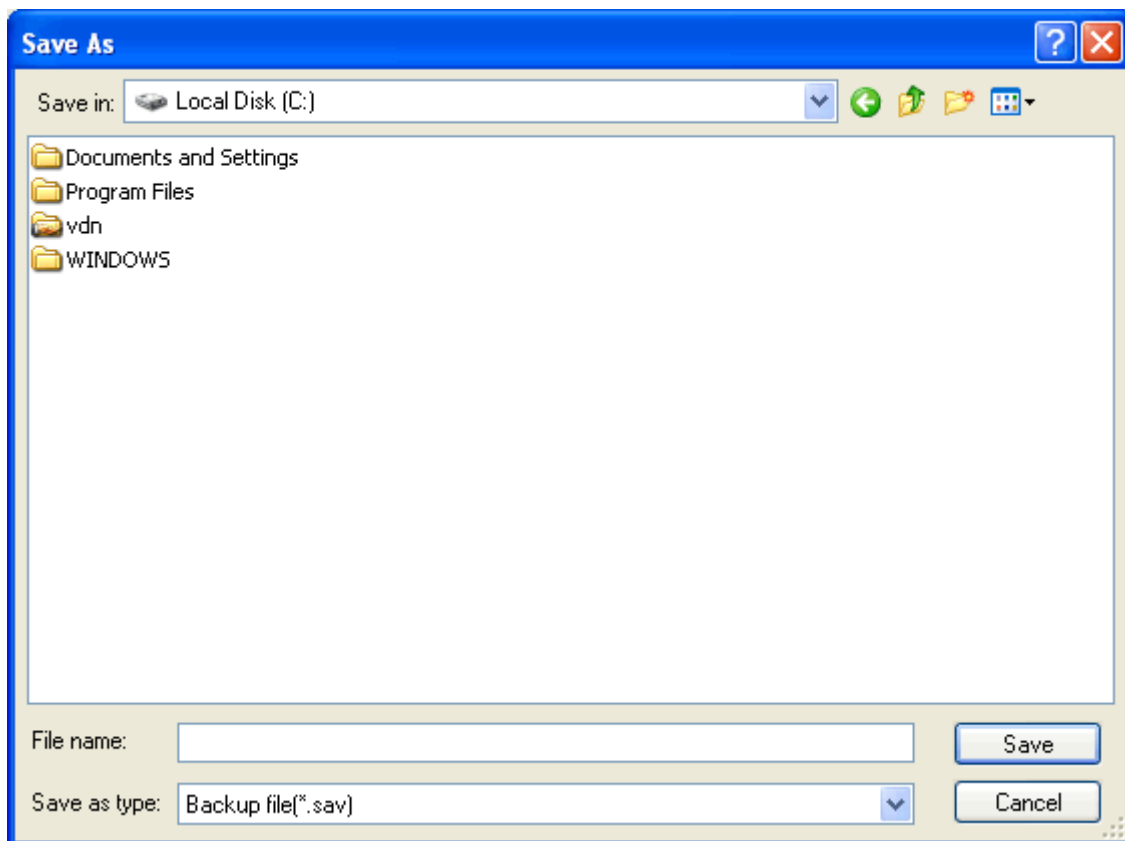 Save As
?
Save in: Local Disk (C:)
Documents and Settings
Program Files
vdn
WINDOWS
File name:
Save
Save as type: Backup file(*.sav)
Cancel